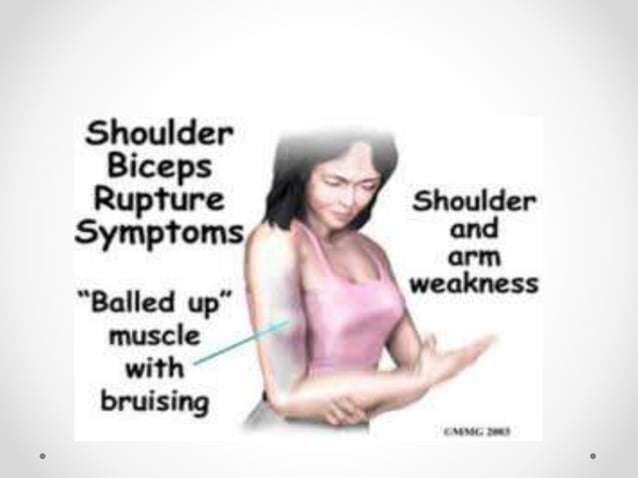 Shoulder
Biceps
Rupture
Symptoms
"Balled up"
muscle
with
bruising
Shoulder
and
arm
weakness
©MMG 2003